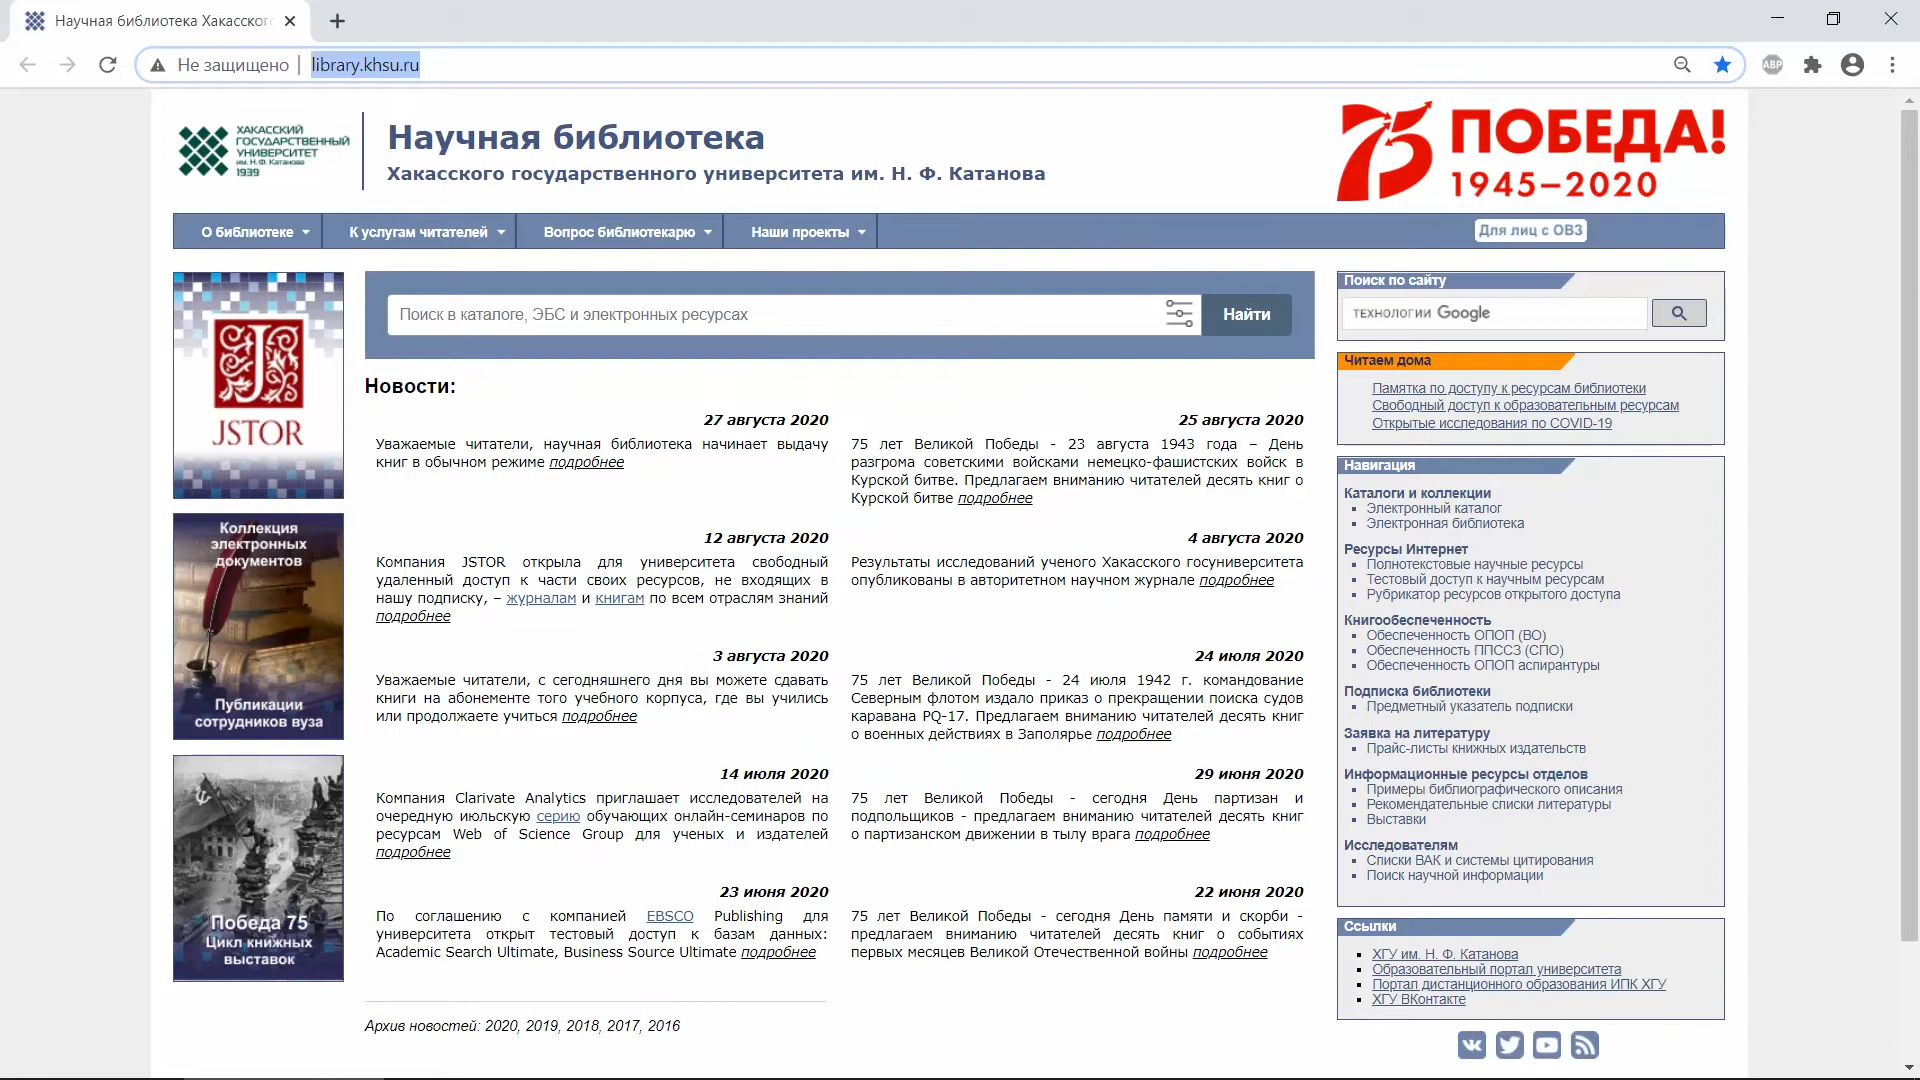 Научная библиотека Хакасског
Не защищено
library.khsu.ru
ABP
ХАКАССКИЙ
ГОСУДАРСТВЕННЫЙ
УНИВЕРСИТЕТ
им. Н. Ф. Катанова
1939
Научная библиотека
Хакасского государственного университета им. Н. Ф. Катанова
75 ПОБЕДА!
1945–2020
О библиотеке
К услугам читателей
Вопрос библиотекарю
Наши проекты
Для лиц с ОВЗ
J
JSTOR
Коллекция
электронных
документов
Публикации
сотрудников вуза
Победа 75
Цикл книжных
выставок
Поиск в каталоге, ЭБС и электронных ресурсах
Найти
Новости:
27 августа 2020
Уважаемые читатели, научная библиотека начинает выдачу
книг в обычном режиме подробнее
25 августа 2020
75 лет Великой Победы - 23 августа 1943 года – День
разгрома советскими войсками немецко-фашистских войск в
Курской битве. Предлагаем вниманию читателей десять книг о
Курской битве подробнее
12 августа 2020
Компания JSTOR открыла для университета свободный
удаленный доступ к части своих ресурсов, не входящих в
нашу подписку, – журналам и книгам по всем отраслям знаний
подробнее
4 августа 2020
Результаты исследований ученого Хакасского госуниверситета
опубликованы в авторитетном научном журнале подробнее
3 августа 2020
Уважаемые читатели, с сегодняшнего дня вы можете сдавать
книги на абонементе того учебного корпуса, где вы учились
или продолжаете учиться подробнее
24 июля 2020
75 лет Великой Победы - 24 июля 1942 г. командование
Северным флотом издало приказ о прекращении поиска судов
каравана PQ-17. Предлагаем вниманию читателей десять книг
о военных действиях в Заполярье подробнее
14 июля 2020
Компания Clarivate Analytics приглашает исследователей на
очередную июльскую серию обучающих онлайн-семинаров по
ресурсам Web of Science Group для ученых и издателей
подробнее
29 июня 2020
75 лет Великой Победы - сегодня День партизан и
подпольщиков - предлагаем вниманию читателей десять книг
о партизанском движении в тылу врага подробнее
23 июня 2020
По соглашению с компанией EBSCO Publishing для
университета открыт тестовый доступ к базам данных:
Academic Search Ultimate, Business Source Ultimate подробнее
22 июня 2020
75 лет Великой Победы - сегодня День памяти и скорби -
предлагаем вниманию читателей десять книг о событиях
первых месяцев Великой Отечественной войны подробнее
Архив новостей: 2020, 2019, 2018, 2017, 2016
Поиск по сайту
ТЕХНОЛОГИИ Google
Читаем дома
Памятка по доступу к ресурсам библиотеки
Свободный доступ к образовательным ресурсам
Открытые исследования по COVID-19
Навигация
Каталоги и коллекции
Электронный каталог
Электронная библиотека
Ресурсы Интернет
Полнотекстовые научные ресурсы
Тестовый доступ к научным ресурсам
Рубрикатор ресурсов открытого доступа
Книгообеспеченность
Обеспеченность ОПОП (ВО)
Обеспеченность ППССЗ (СПО)
Обеспеченность ОПОП аспирантуры
Подписка библиотеки
Предметный указатель подписки
Заявка на литературу
Прайс-листы книжных издательств
Информационные ресурсы отделов
Примеры библиографического описания
Рекомендательные списки литературы
Выставки
Исследователям
Списки ВАК и системы цитирования
Поиск научной информации
Ссылки
ХГУ им. Н. Ф. Катанова
Образовательный портал университета
Портал дистанционного образования ИПК ХГУ
ХГУ ВКонтакте